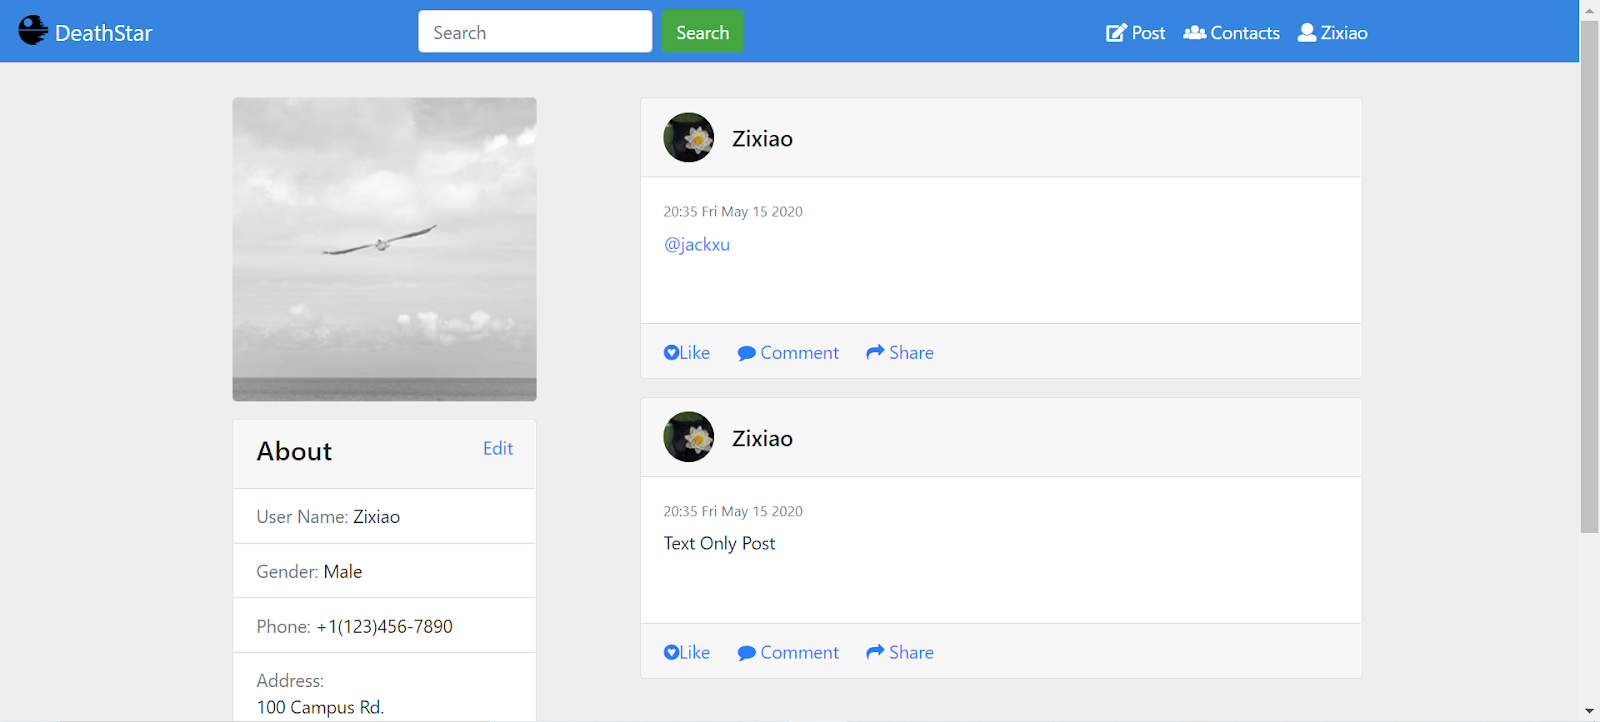 DeathStar
Search
Search
Post
Contacts
Zixiao
About
Edit
User Name: Zixiao
Gender: Male
Phone: +1(123)456-7890
Address:
100 Campus Rd.
Zixiao
20:35 Fri May 15 2020
@jackxu
Like
Comment
Share
Zixiao
20:35 Fri May 15 2020
Text Only Post
Like
Comment
Share